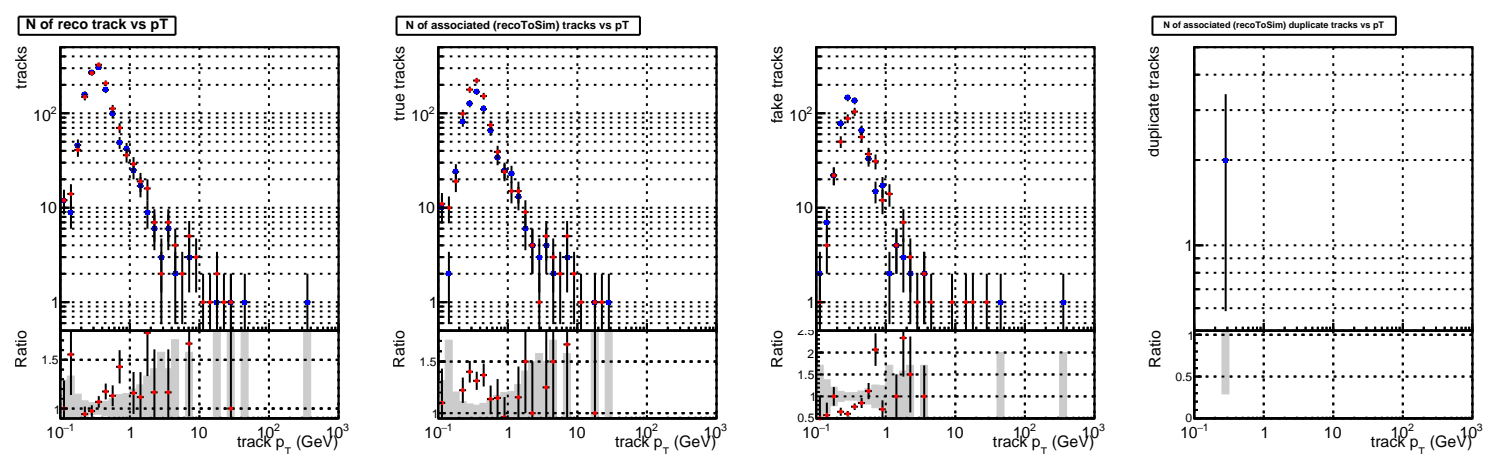 N of reco track vs pT
tracks
10²
10
1
Ratio
1.5
1
10⁻¹ 1 10 10² 10³
track p_T (GeV)
N of associated (recoToSim) tracks vs pT
true tracks
10²
10
1
Ratio
1.5
1
10⁻¹ 1 10 10² 10³
track p_T (GeV)
fake tracks
10²
10
1
Ratio
2.5
2
1.5
1
0.5
10⁻¹ 1 10 10² 10³
track p_T (GeV)
N of associated (recoToSim) duplicate tracks vs pT
duplicate tracks
1
Ratio
1
0.5
0
10⁻¹ 1 10 10² 10³
track p_T (GeV)